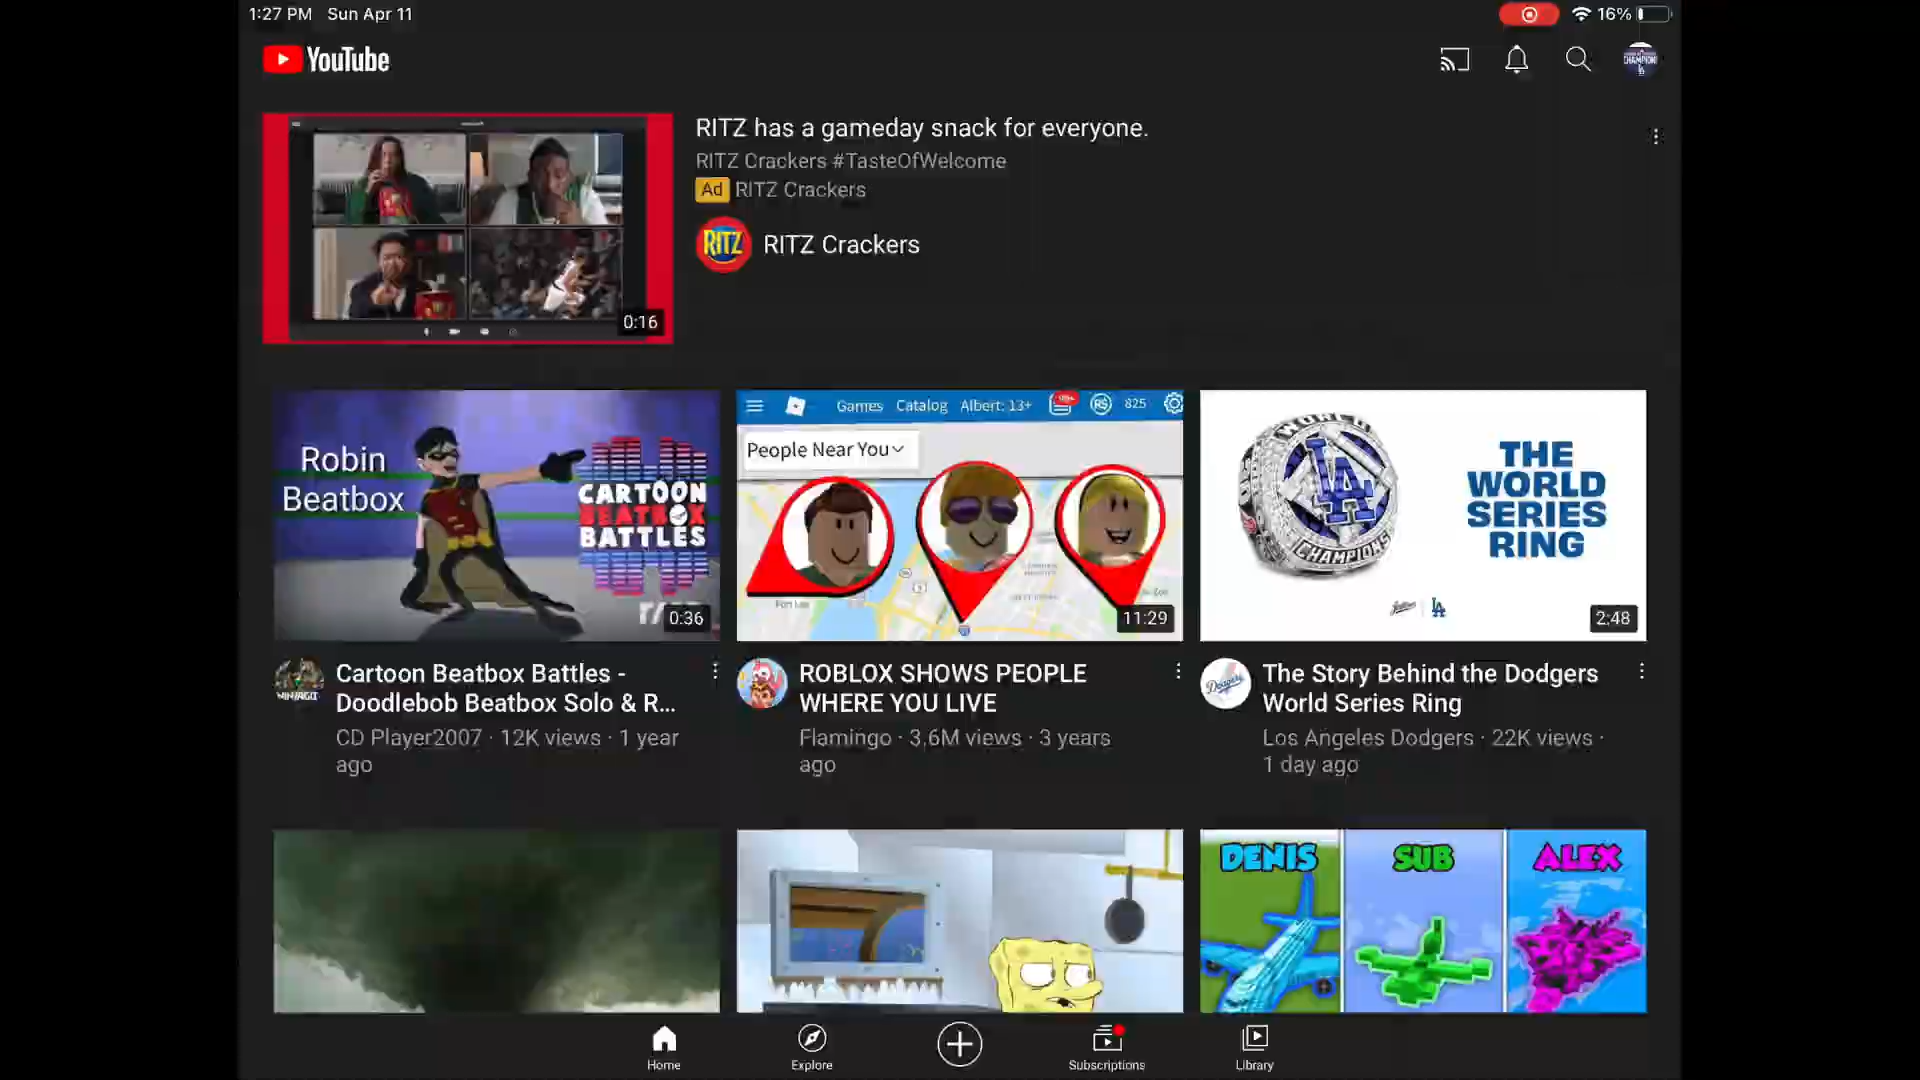 1:27 PM Sun Apr 11
16%
YouTube
RITZ has a gameday snack for everyone.
RITZ Crackers #TasteOfWelcome
Ad RITZ Crackers
RITZ
RITZ Crackers
0:16
Robin
Beatbox
CARTOON
BEATBOX
BATTLES
0:36
Games Catalog Albert: 13+ 825
People Near You
11:29
WORLD
LA
CHAMPIONS
THE
WORLD
SERIES
RING
LA
2:48
NINJAGO
Cartoon Beatbox Battles -
Doodlebob Beatbox Solo & R...
CD Player2007 · 12K views · 1 year
ago
ROBLOX SHOWS PEOPLE
WHERE YOU LIVE
Flamingo · 3,6M views · 3 years
ago
Dodgers
The Story Behind the Dodgers
World Series Ring
Los Angeles Dodgers · 22K views ·
1 day ago
DENIS
SUB
ALEX
Home
Explore
Subscriptions
Library